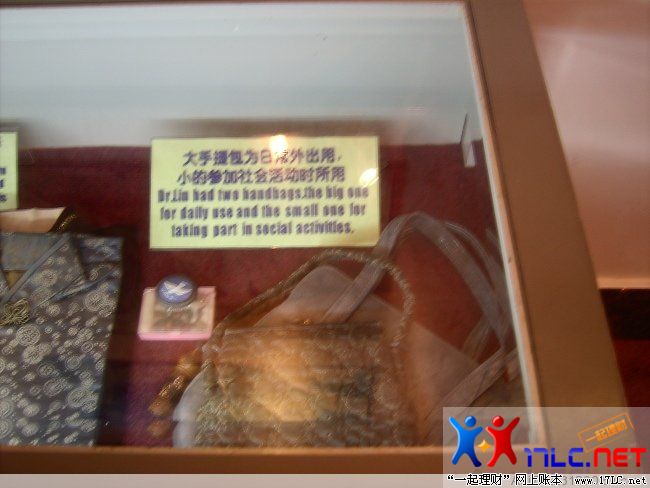 大手提包为日常外出用，
小的参加社会活动时所用
Dr.Lin had two handbags.the big one
for daily use and the small one for
taking part in social activities.
一起理财
17LC.NET
“一起理财”网上账本 www.17LC.net